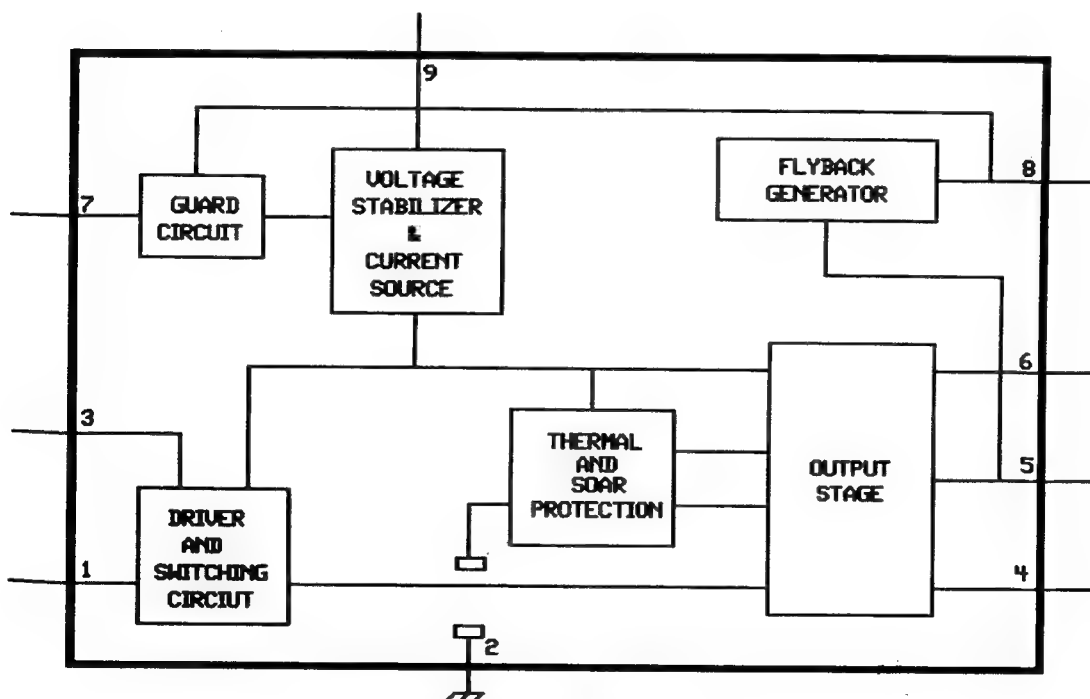 9
VOLTAGE
STABILIZER
&
CURRENT
SOURCE
FLYBACK
GENERATOR
8
7
GUARD
CIRCUIT
6
3
THERMAL
AND
SOAR
PROTECTION
OUTPUT
STAGE
5
DRIVER
AND
SWITCHING
CIRCIUT
1
4
2